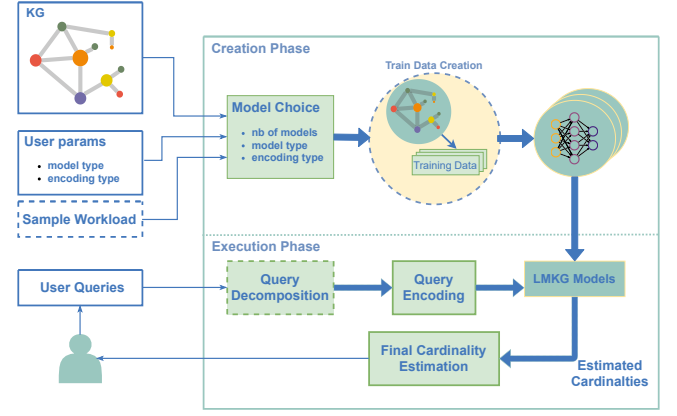 KG
Creation Phase
Train Data Creation
Model Choice
• nb of models
• model type
• encoding type
User params
• model type
• encoding type
Training Data
Sample Workload
Execution Phase
User Queries
Query
Decomposition
Query
Encoding
LMKG Models
Final Cardinality
Estimation
Estimated
Cardinalties